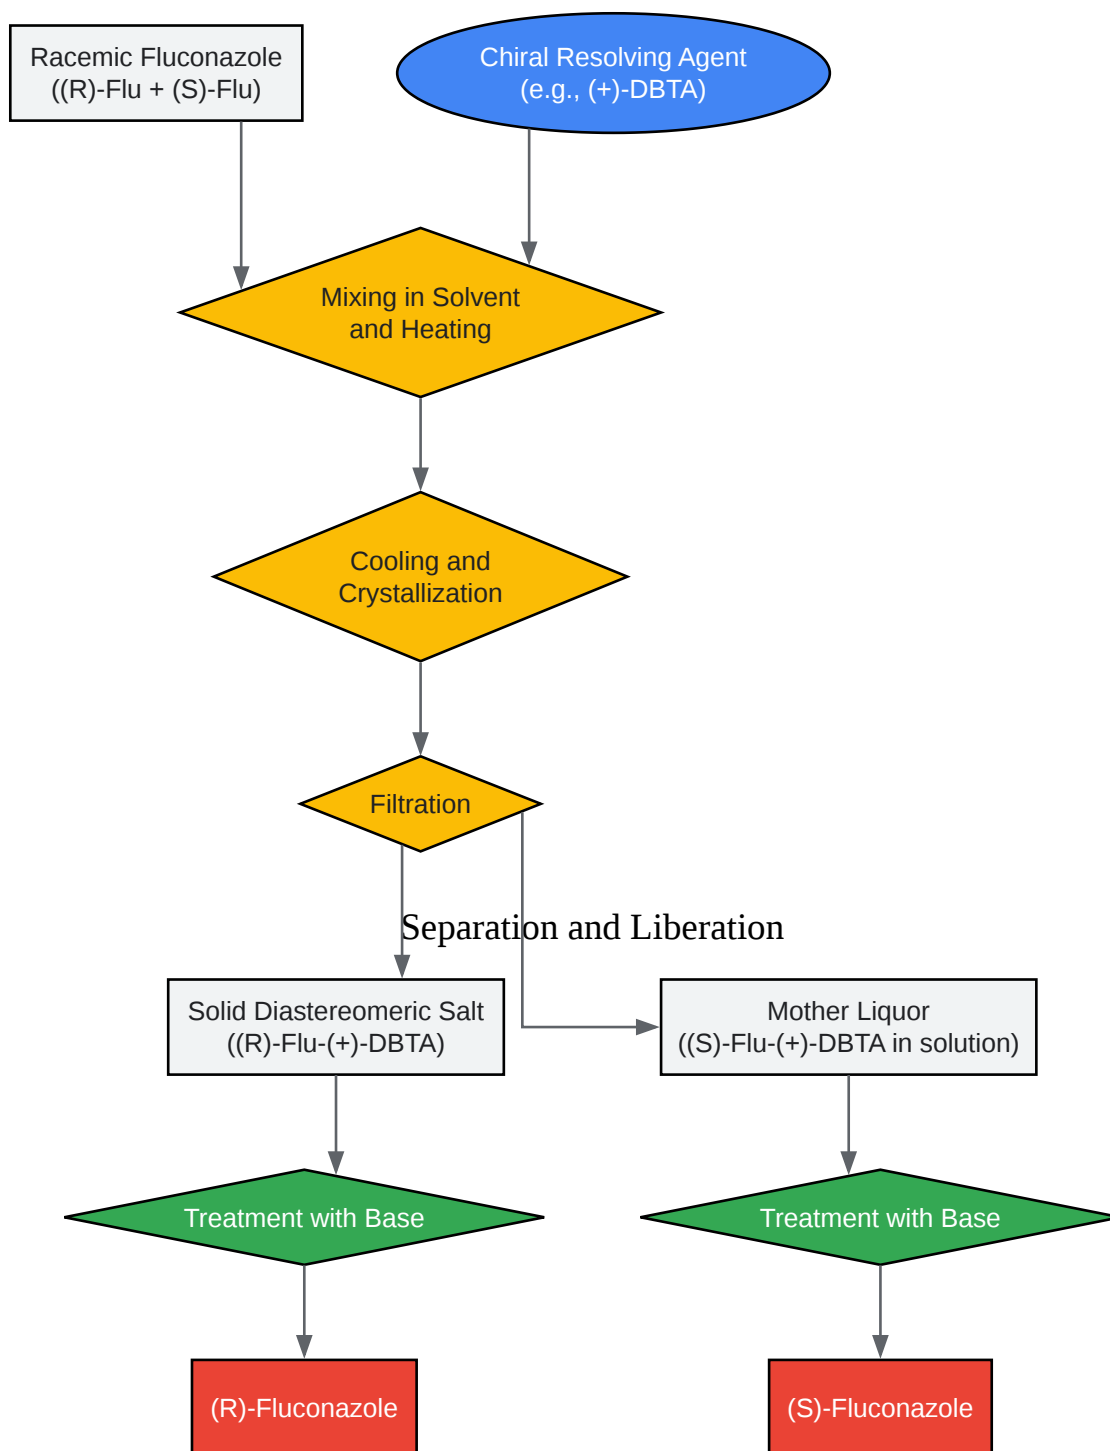 Racemic Fluconazole
((R)-Flu + (S)-Flu)
Chiral Resolving Agent
(e.g., (+)-DBTA)
Mixing in Solvent
and Heating
Cooling and
Crystallization
Filtration
Separation and Liberation
Solid Diastereomeric Salt
((R)-Flu-(+)-DBTA)
Mother Liquor
((S)-Flu-(+)-DBTA in solution)
Treatment with Base
Treatment with Base
(R)-Fluconazole
(S)-Fluconazole